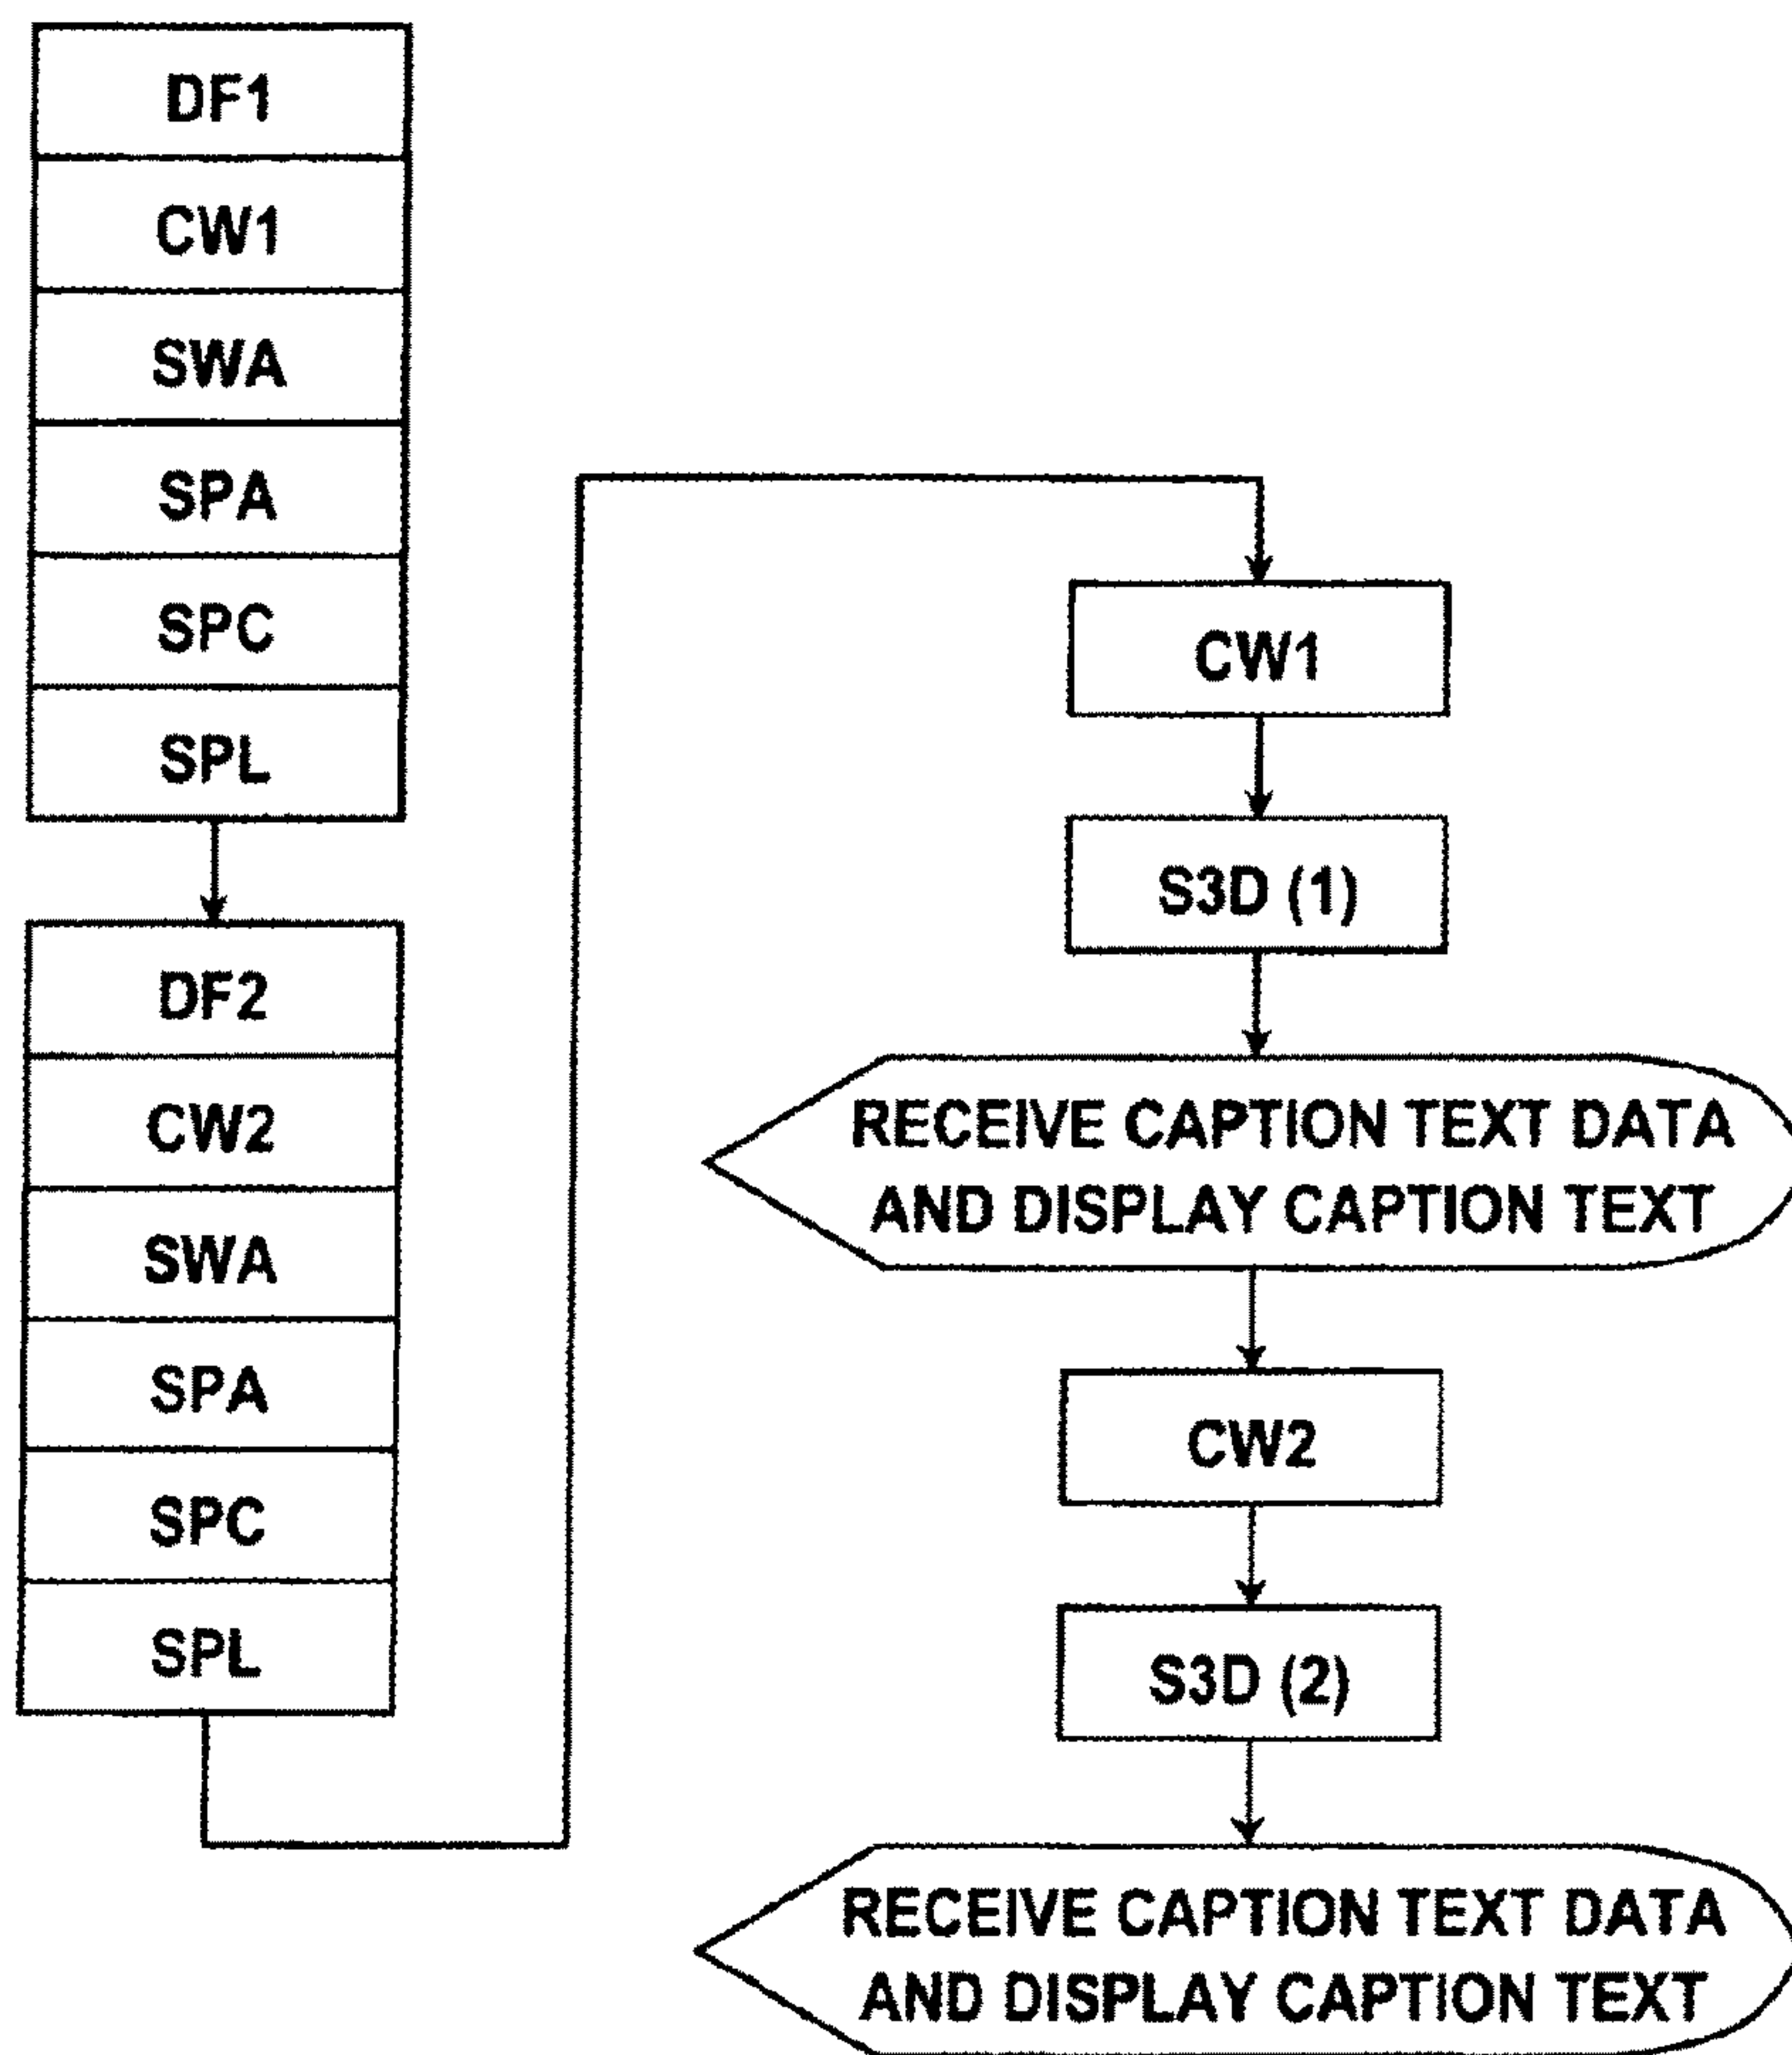 DF1
CW1
SWA
SPA
SPC
SPL
DF2
CW2
SWA
SPA
SPC
SPL
CW1
S3D (1)
RECEIVE CAPTION TEXT DATA
AND DISPLAY CAPTION TEXT
CW2
S3D (2)
RECEIVE CAPTION TEXT DATA
AND DISPLAY CAPTION TEXT